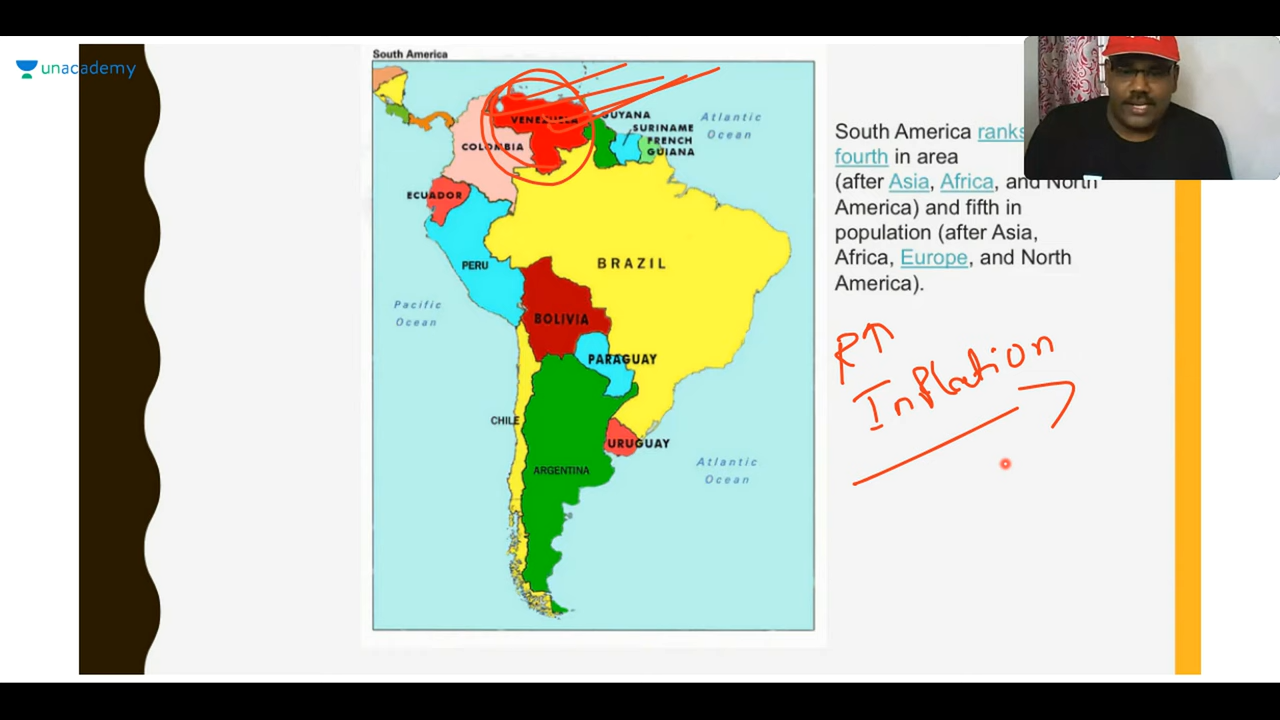 unacademy
South America
VENEZUELA
GUYANA
SURINAME
FRENCH
GUIANA
Atlantic
Ocean
COLOMBIA
ECUADOR
PERU
BRAZIL
Pacific
Ocean
BOLIVIA
PARAGUAY
CHILE
URUGUAY
ARGENTINA
Atlantic
Ocean
South America ranks
fourth in area
(after Asia, Africa, and North
America) and fifth in
population (after Asia,
Africa, Europe, and North
America).
R↑
Inflation